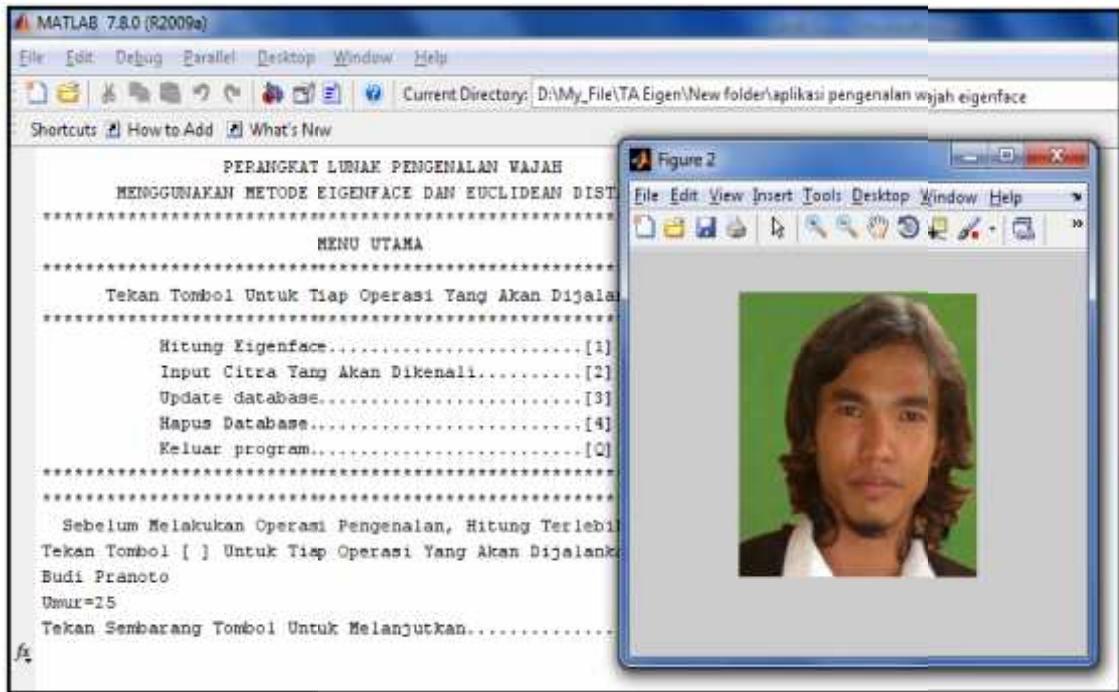 MATLAB 7.8.0 (R2009a)
File Edit Debug Parallel Desktop Window Help
Current Directory: D:\My_File\TA Eigen\New folder\aplikasi pengenalan wajah eigenface
Shortcuts How to Add What's New
PERANGKAT LUNAK PENGENALAN WAJAH
MENGGUNAKAN METODE EIGENFACE DAN EUCLIDEAN DIST
MENU UTAMA
Tekan Tombol Untuk Tiap Operasi Yang Akan Dijala
Hitung Eigenface........................[1]
Input Citra Yang Akan Dikenali..........[2]
Update database.........................[3]
Hapus Database..........................[4]
Keluar program..........................[Q]
Sebelum Melakukan Operasi Pengenalan, Hitung Terlebi
Tekan Tombol [ ] Untuk Tiap Operasi Yang Akan Dijalank
Budi Pranoto
Umur=25
Tekan Sembarang Tombol Untuk Melanjutkan..............
fx
Figure 2
File Edit View Insert Tools Desktop Window Help